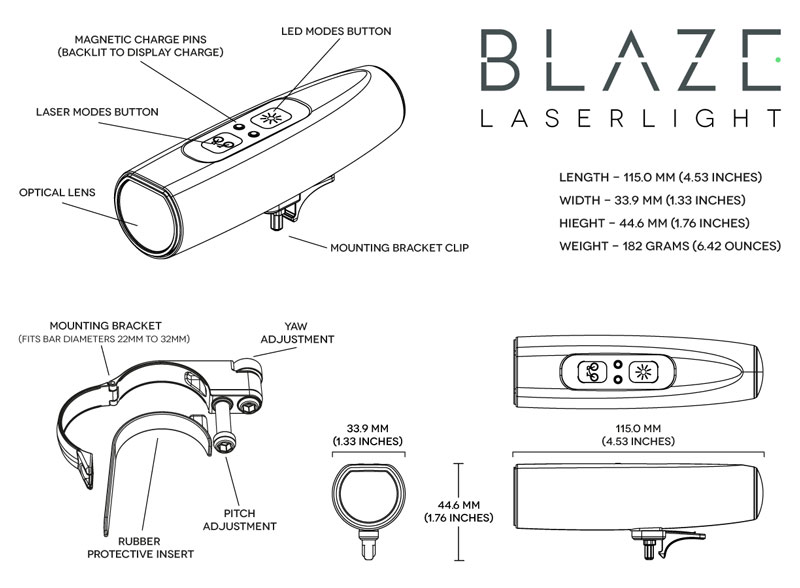 MAGNETIC CHARGE PINS
(BACKLIT TO DISPLAY CHARGE)
LED MODES BUTTON
LASER MODES BUTTON
OPTICAL LENS
MOUNTING BRACKET CLIP
BLAZE
LASERLIGHT
LENGTH – 115.0 MM (4.53 INCHES)
WIDTH – 33.9 MM (1.33 INCHES)
HIEGHT – 44.6 MM (1.76 INCHES)
WEIGHT – 182 GRAMS (6.42 OUNCES)
MOUNTING BRACKET
(FITS BAR DIAMETERS 22MM TO 32MM)
YAW
ADJUSTMENT
RUBBER
PROTECTIVE INSERT
PITCH
ADJUSTMENT
33.9 MM
(1.33 INCHES)
44.6 MM
(1.76 INCHES)
115.0 MM
(4.53 INCHES)